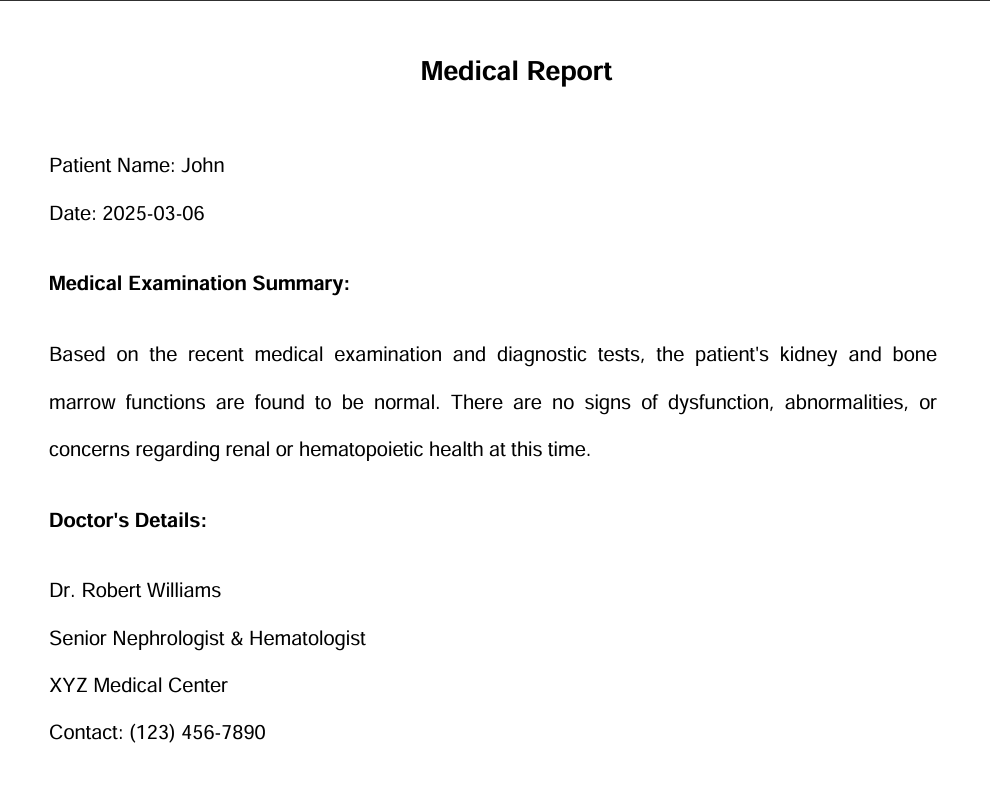 Medical Report
Patient Name: John
Date: 2025-03-06
Medical Examination Summary:
Based on the recent medical examination and diagnostic tests, the patient's kidney and bone
marrow functions are found to be normal. There are no signs of dysfunction, abnormalities, or
concerns regarding renal or hematopoietic health at this time.
Doctor's Details:
Dr. Robert Williams
Senior Nephrologist & Hematologist
XYZ Medical Center
Contact: (123) 456-7890